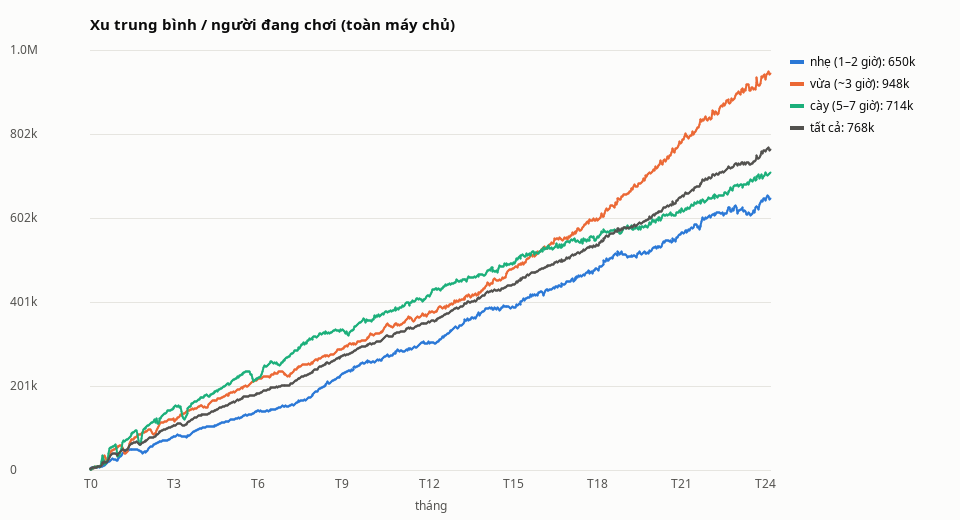 Xu trung bình / người đang chơi (toàn máy chủ)
1.0M
802k
602k
401k
201k
0
T0 T3 T6 T9 T12 T15 T18 T21 T24
tháng
nhẹ (1–2 giờ): 650k
vừa (~3 giờ): 948k
cày (5–7 giờ): 714k
tất cả: 768k